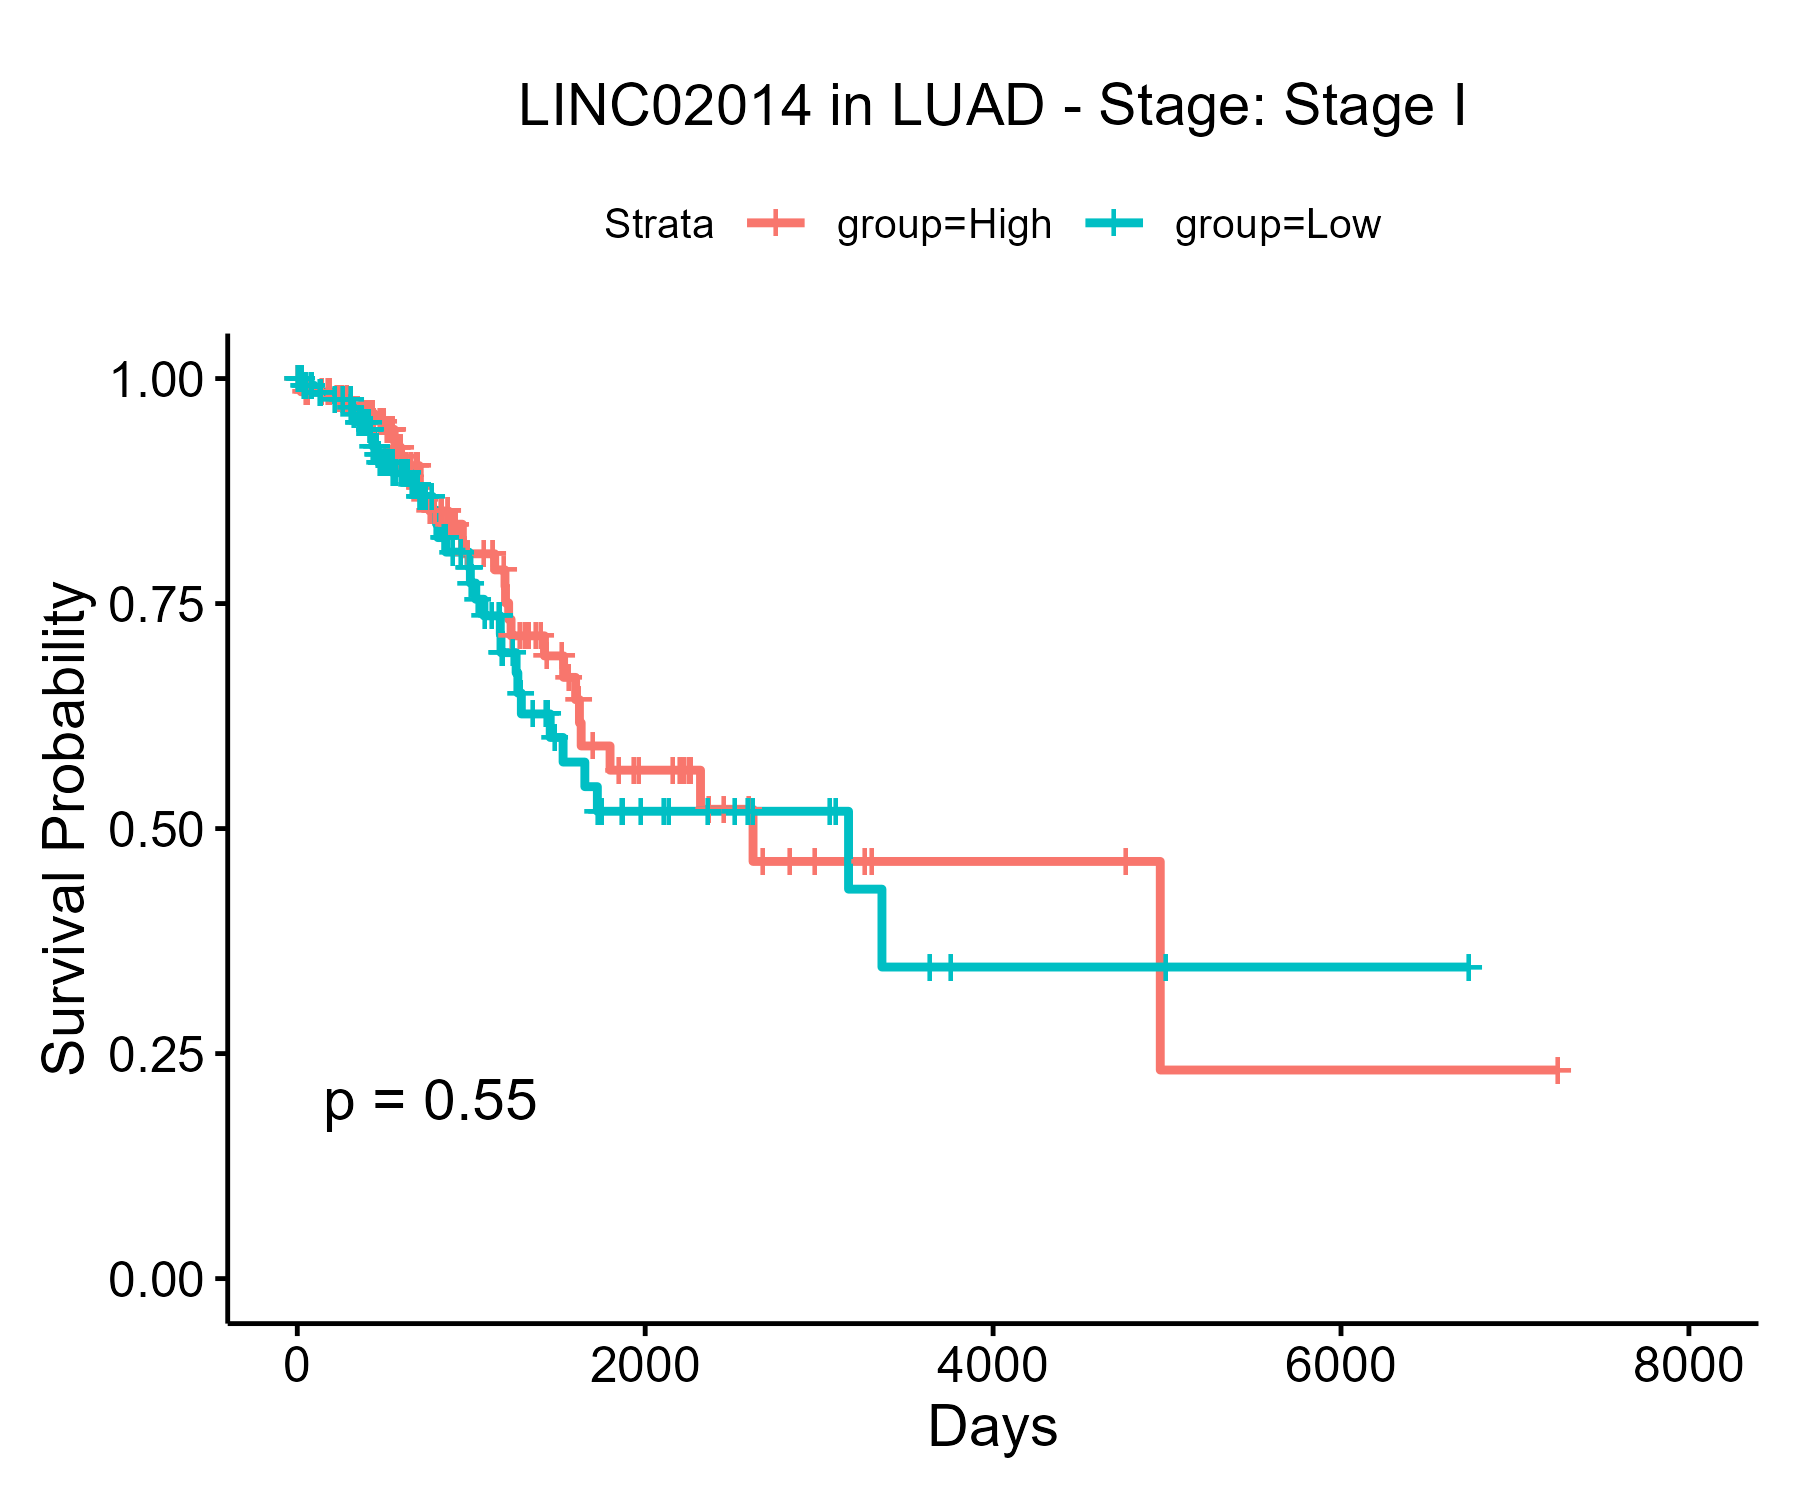 LINC02014 in LUAD - Stage: Stage I
Strata group=High group=Low
Survival Probability
1.00
0.75
0.50
0.25
0.00
p = 0.55
0 2000 4000 6000 8000
Days